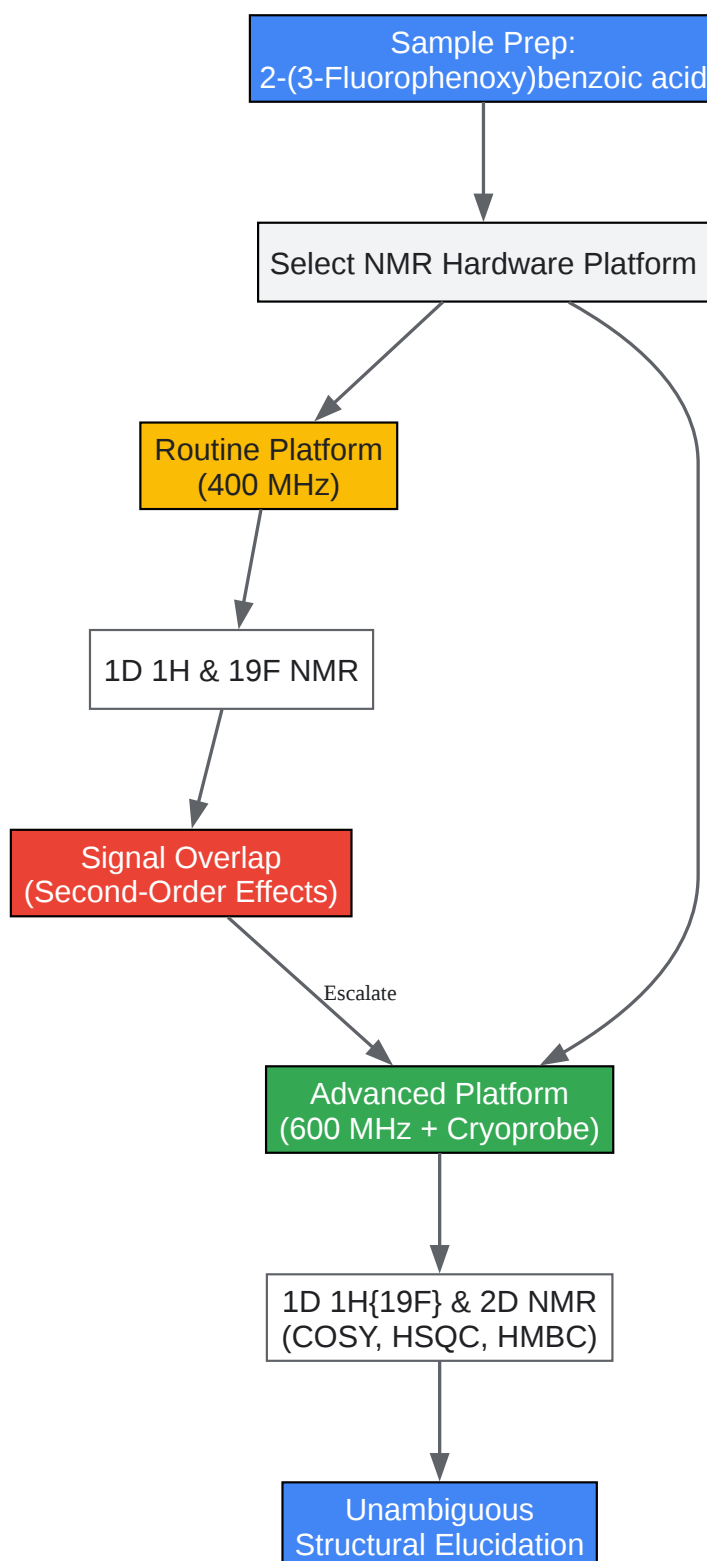 Sample Prep:
2-(3-Fluorophenoxy)benzoic acid
Select NMR Hardware Platform
Routine Platform
(400 MHz)
1D 1H & 19F NMR
Signal Overlap
(Second-Order Effects)
Escalate
Advanced Platform
(600 MHz + Cryoprobe)
1D 1H{19F} & 2D NMR
(COSY, HSQC, HMBC)
Unambiguous
Structural Elucidation